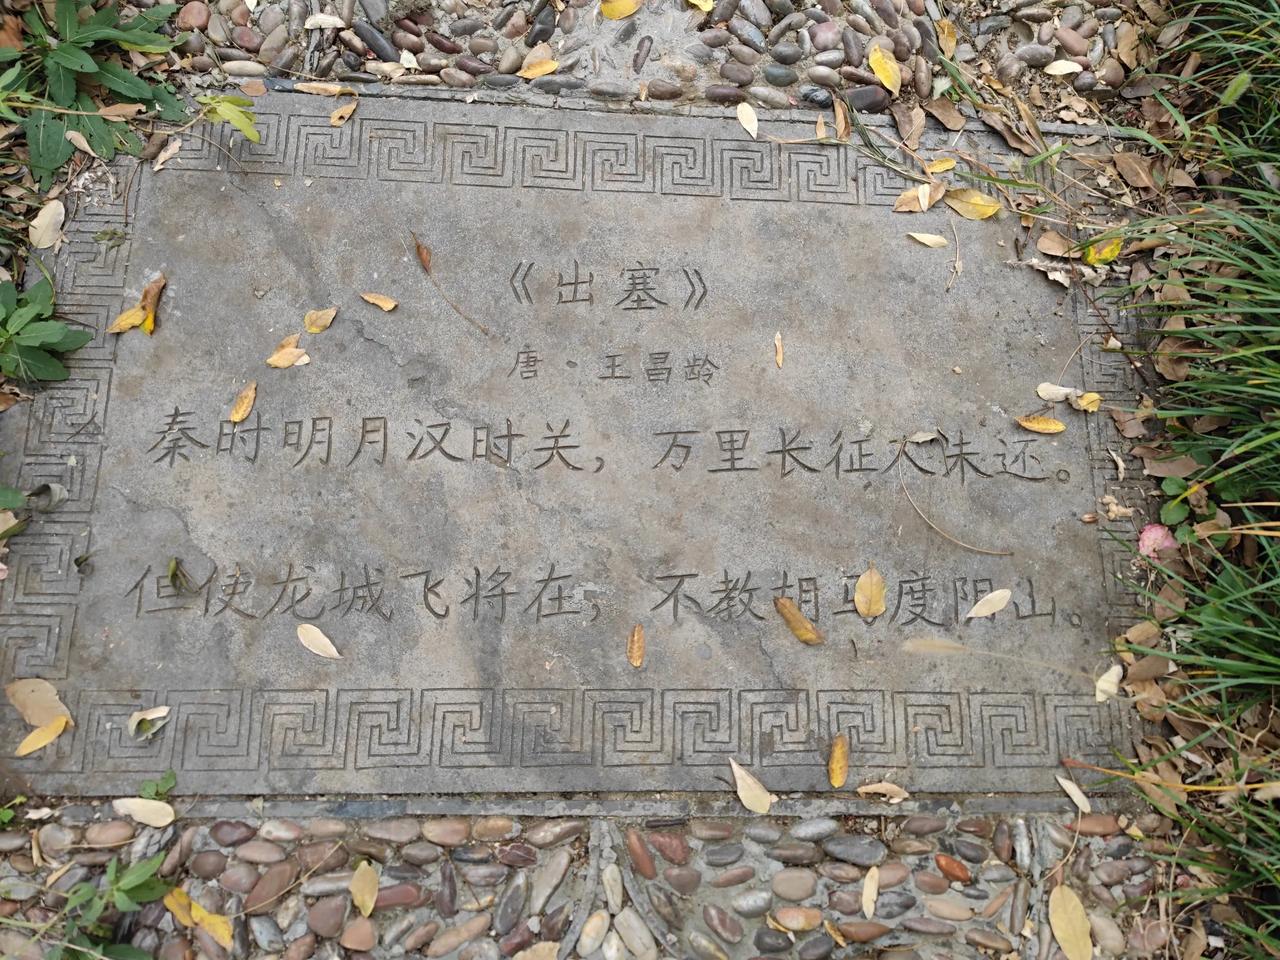 《出塞》
唐·王昌龄
秦时明月汉时关，万里长征人未还。
但使龙城飞将在，不教胡马度阴山。